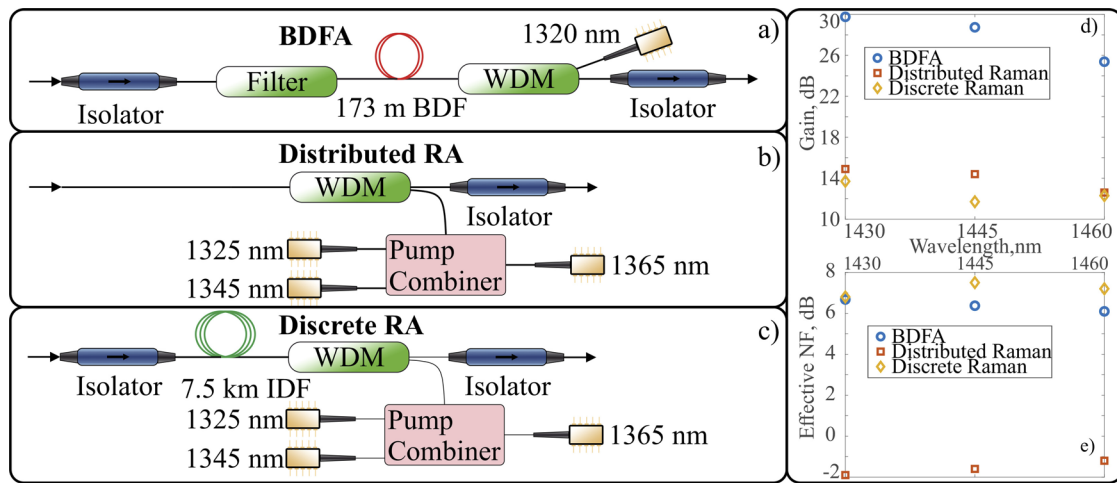 a)
BDFA
1320 nm
Filter
WDM
Isolator
173 m BDF
Isolator
b)
Distributed RA
WDM
Isolator
1325 nm
Pump
Combiner
1365 nm
1345 nm
c)
Discrete RA
WDM
Isolator
7.5 km IDF
Isolator
1325 nm
Pump
Combiner
1365 nm
1345 nm
d)
30
26
22
18
14
10
Gain, dB
BDFA
Distributed Raman
Discrete Raman
1430
1445
1460
Wavelength,nm
1430
1445
1460
8
6
4
2
0
-2
Effective NF, dB
BDFA
Distributed Raman
Discrete Raman
e)